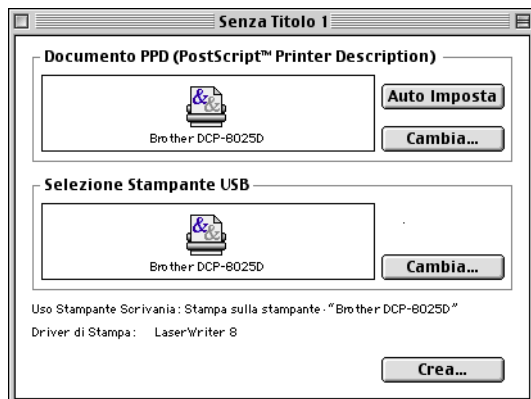 Senza Titolo 1
Documento PPD (PostScript™ Printer Description)
Brother DCP-8025D
Auto Imposta
Cambia...
Selezione Stampante USB
Brother DCP-8025D
Cambia...
Uso Stampante Scrivania: Stampa sulla stampante "Brother DCP-8025D"
Driver di Stampa: LaserWriter 8
Crea...